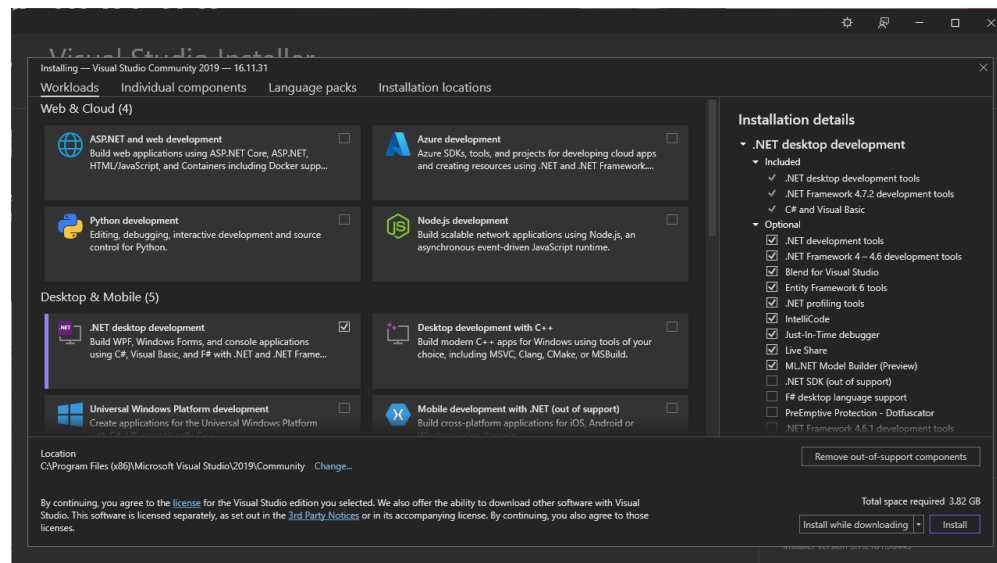 Visual Studio Installer
Installing — Visual Studio Community 2019 — 16.11.31
Workloads Individual components Language packs Installation locations
Web & Cloud (4)
ASP.NET and web development
Build web applications using ASP.NET Core, ASP.NET,
HTML/JavaScript, and Containers including Docker supp...
Azure development
Azure SDKs, tools, and projects for developing cloud apps
and creating resources using .NET and .NET Framework....
Python development
Editing, debugging, interactive development and source
control for Python.
Node.js development
Build scalable network applications using Node.js, an
asynchronous event-driven JavaScript runtime.
Desktop & Mobile (5)
.NET desktop development
Build WPF, Windows Forms, and console applications
using C#, Visual Basic, and F# with .NET and .NET Frame...
Desktop development with C++
Build modern C++ apps for Windows using tools of your
choice, including MSVC, Clang, CMake, or MSBuild.
Universal Windows Platform development
Create applications for the Universal Windows Platform
Mobile development with .NET (out of support)
Build cross-platform applications for iOS, Android or
Installation details
.NET desktop development
Included
.NET desktop development tools
.NET Framework 4.7.2 development tools
C# and Visual Basic
Optional
.NET development tools
.NET Framework 4 – 4.6 development tools
Blend for Visual Studio
Entity Framework 6 tools
.NET profiling tools
IntelliCode
Just-In-Time debugger
Live Share
ML.NET Model Builder (Preview)
.NET SDK (out of support)
F# desktop language support
PreEmptive Protection - Dotfuscator
.NET Framework 4.6.1 development tools
Location
C:\Program Files (x86)\Microsoft Visual Studio\2019\Community Change...
Remove out-of-support components
By continuing, you agree to the license for the Visual Studio edition you selected. We also offer the ability to download other software with Visual
Studio. This software is licensed separately, as set out in the 3rd Party Notices or in its accompanying license. By continuing, you also agree to those
licenses.
Total space required 3.82 GB
Install while downloading Install